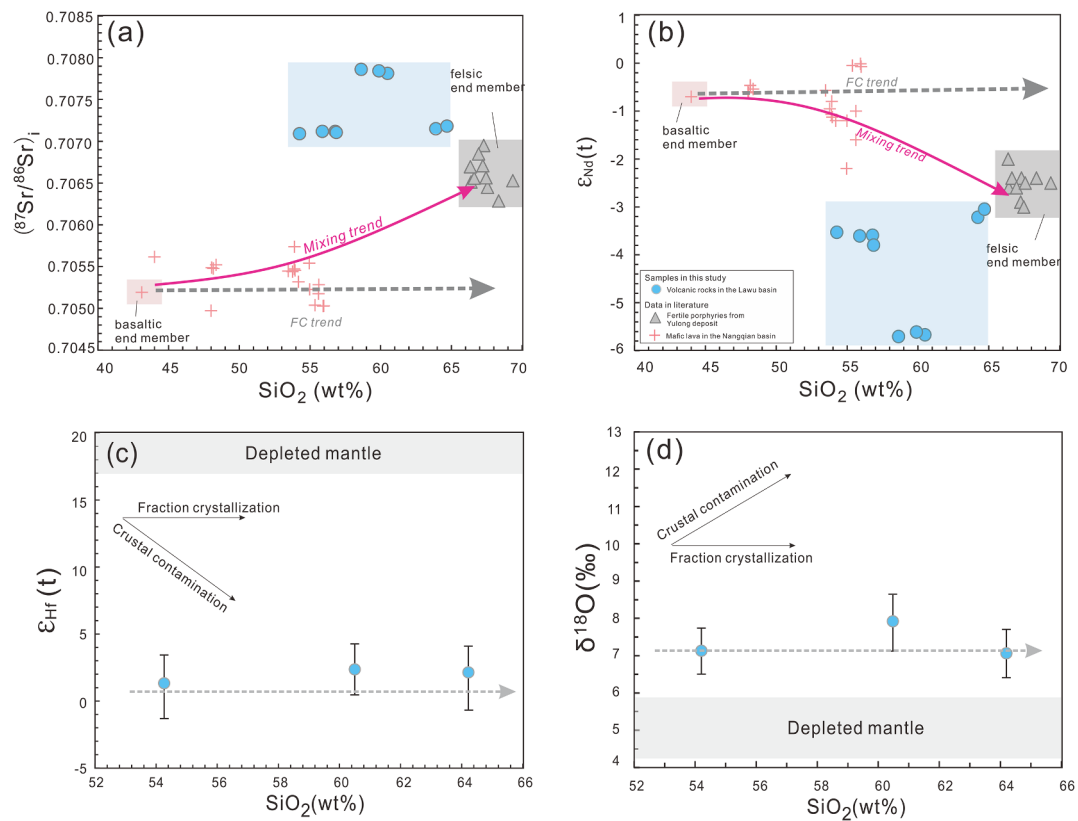 (a)
0.7085
0.7080
0.7075
0.7070
0.7065
0.7060
0.7055
0.7050
0.7045
(87Sr/86Sr)i
felsic
end member
Mixing trend
FC trend
basaltic
end member
40
45
50
55
60
65
70
SiO2 (wt%)
(b)
1
0
-1
-2
-3
-4
-5
-6
εNd(t)
FC trend
basaltic
end member
Mixing trend
felsic
end member
Samples in this study
Volcanic rocks in the Lawu basin
Data in literature
Fertile porphyries from
Yulong deposit
Mafic lava in the Nangqian basin
40
45
50
55
60
65
70
SiO2 (wt%)
(c)
20
15
10
5
0
-5
εHf (t)
Depleted mantle
Fraction crystallization
Crustal contamination
52
54
56
58
60
62
64
66
SiO2(wt%)
(d)
13
12
11
10
9
8
7
6
5
4
δ18O(‰)
Crustal contamination
Fraction crystallization
Depleted mantle
52
54
56
58
60
62
64
66
SiO2(wt%)